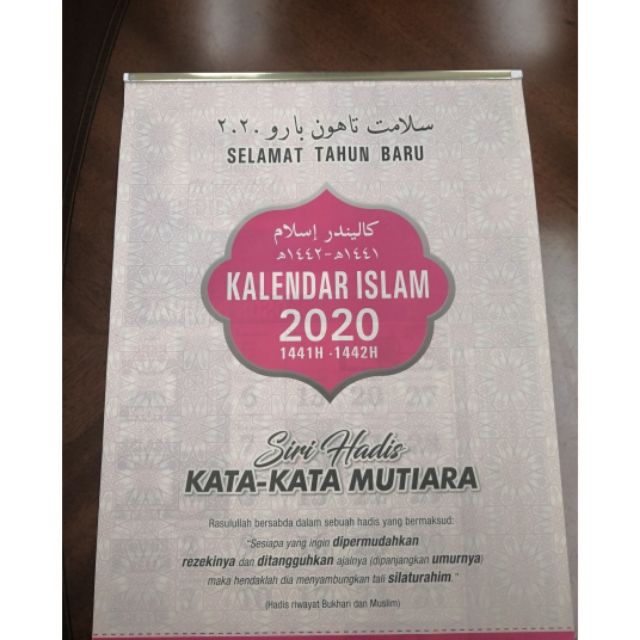 سلامت تاهون بارو ٢٠٢٠
SELAMAT TAHUN BARU
كاليندر إسلام
١٤٤١ﻫ-١٤٤٢ﻫ
KALENDAR ISLAM
2020
1441H - 1442H
Siri Hadis
KATA-KATA MUTIARA
Rasulullah bersabda dalam sebuah hadis yang bermaksud:
"Sesiapa yang ingin dipermudahkan
rezekinya dan ditangguhkan ajalnya (dipanjangkan umurnya)
maka hendaklah dia menyambungkan tali silaturahim."
(Hadis riwayat Bukhari dan Muslim)